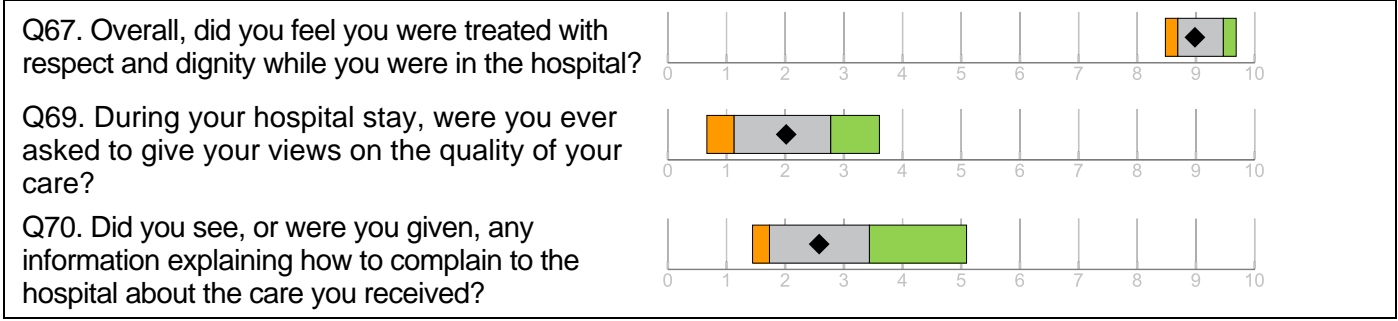 Q67. Overall, did you feel you were treated with
respect and dignity while you were in the hospital?
0 1 2 3 4 5 6 7 8 9 10
Q69. During your hospital stay, were you ever
asked to give your views on the quality of your
care?
0 1 2 3 4 5 6 7 8 9 10
Q70. Did you see, or were you given, any
information explaining how to complain to the
hospital about the care you received?
0 1 2 3 4 5 6 7 8 9 10